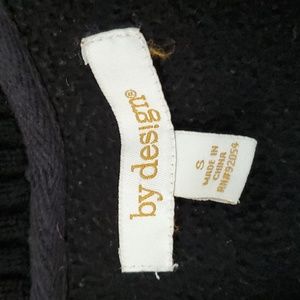 by design®
S
MADE IN
CHINA
RN#92054